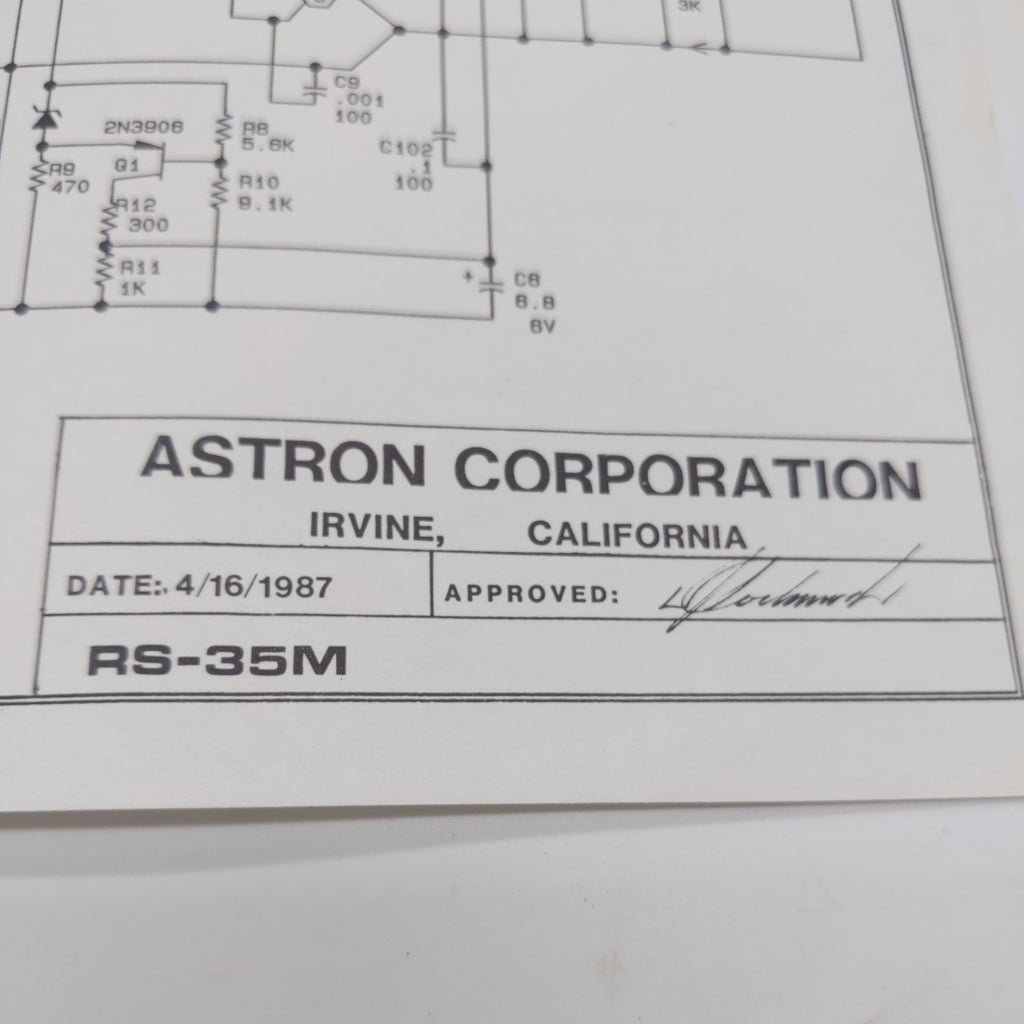 3K
C9
.001
100
2N3906
R8
5.6K
C102
.1
100
Q1
R9
470
R10
9.1K
R12
300
R11
1K
+
C8
6.8
6V
ASTRON CORPORATION
IRVINE, CALIFORNIA
DATE: 4/16/1987
APPROVED:
RS-35M